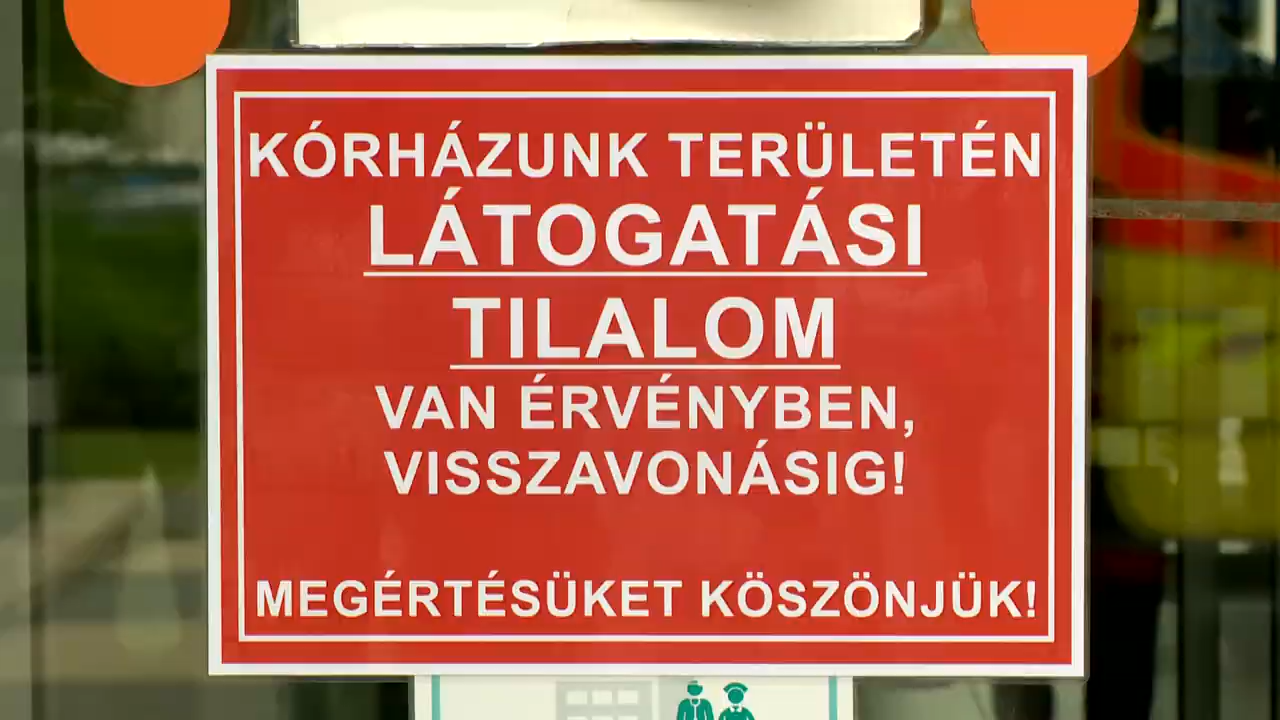 KÓRHÁZUNK TERÜLETÉN
LÁTOGATÁSI
TILALOM
VAN ÉRVÉNYBEN,
VISSZAVONÁSIG!
MEGÉRTÉSÜKET KÖSZÖNJÜK!